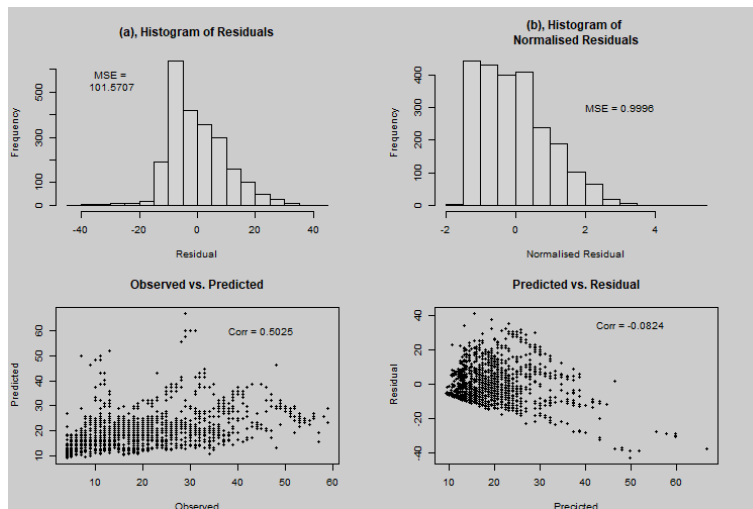 (a), Histogram of Residuals
MSE =
101.5707
Frequency
0
100
300
500
-40
-20
0
20
40
Residual
(b), Histogram of
Normalised Residuals
MSE = 0.9996
Frequency
0
100
200
300
400
-2
0
2
4
Normalised Residual
Observed vs. Predicted
Corr = 0.5025
Predicted
10
20
30
40
50
60
10
20
30
40
50
60
Observed
Predicted vs. Residual
Corr = -0.0824
Residual
-40
-20
0
20
40
10
20
30
40
50
60
Predicted